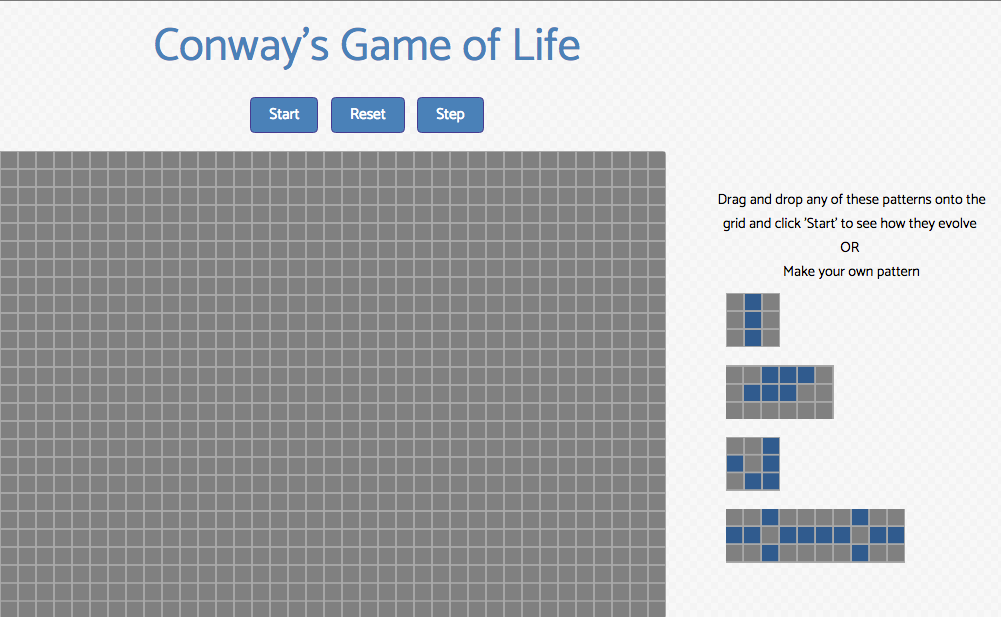 Conway's Game of Life
Start
Reset
Step
Drag and drop any of these patterns onto the
grid and click 'Start' to see how they evolve
OR
Make your own pattern